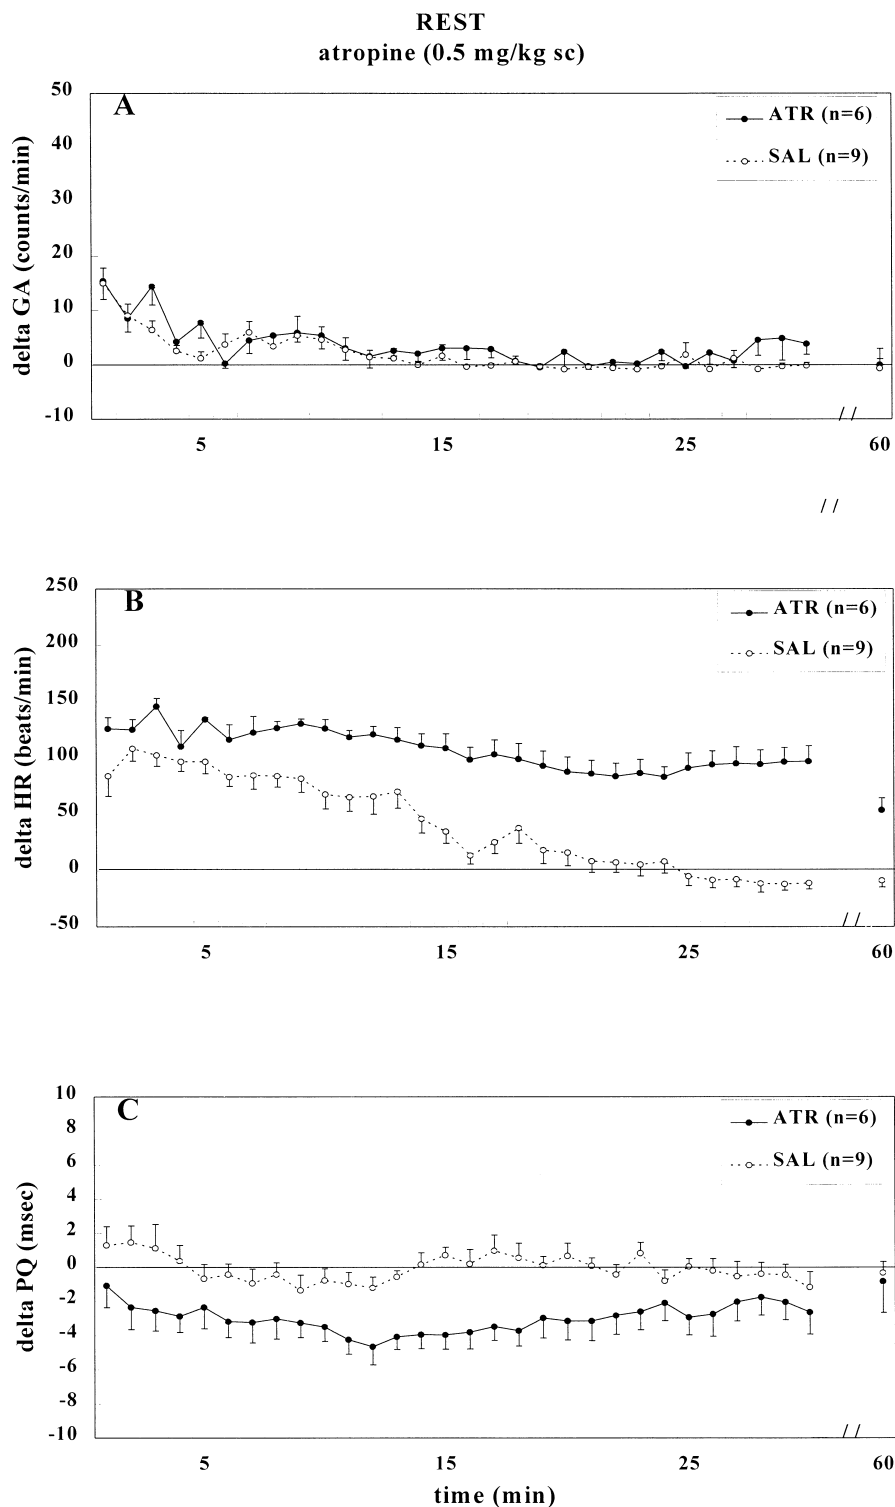 REST
atropine (0.5 mg/kg sc)
A
ATR (n=6)
SAL (n=9)
delta GA (counts/min)
50
40
30
20
10
0
-10
5 15 25 60
//
//
B
ATR (n=6)
SAL (n=9)
delta HR (beats/min)
250
200
150
100
50
0
-50
//
5 15 25 60
C
ATR (n=6)
SAL (n=9)
delta PQ (msec)
10
8
6
4
2
0
-2
-4
-6
-8
-10
//
5 15 25 60
time (min)